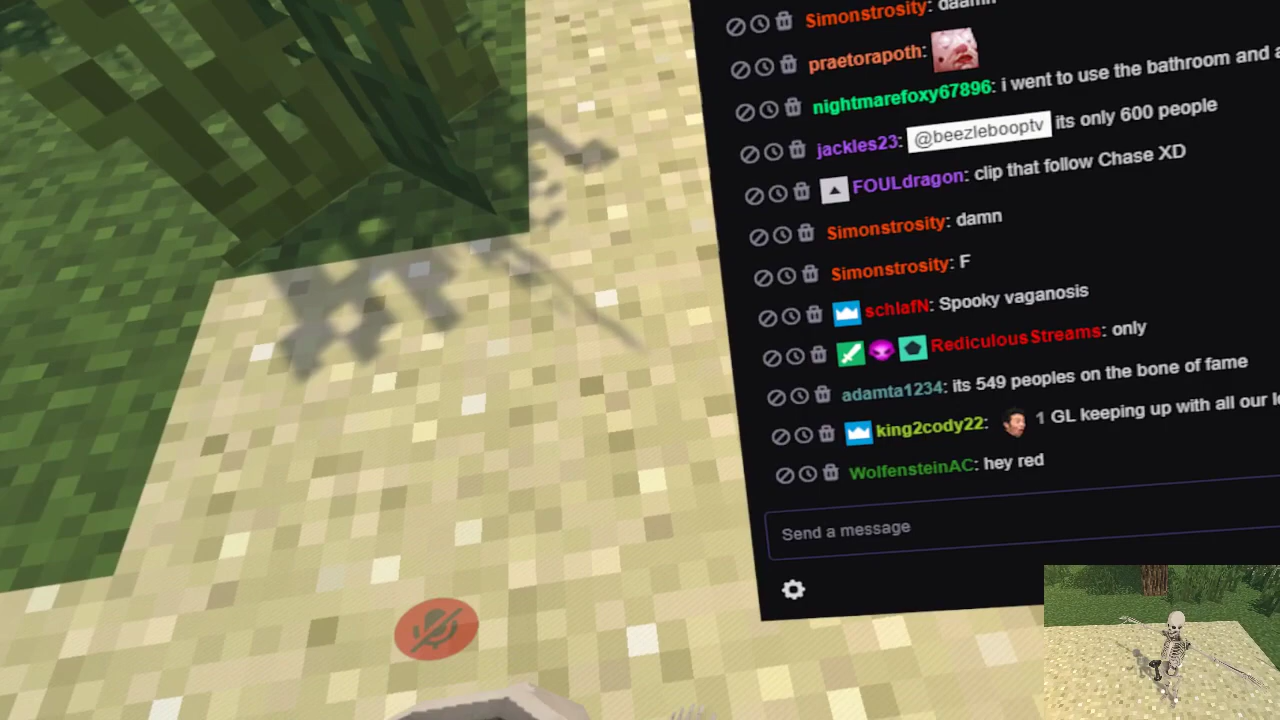 Simonstrosity: daamn
praetorapoth:
nightmarefoxy67896: i went to use the bathroom and a
jackles23: @beezlebooptv its only 600 people
FOULdragon: clip that follow Chase XD
Simonstrosity: damn
Simonstrosity: F
schlafN: Spooky vaganosis
RediculousStreams: only
adamta1234: its 549 peoples on the bone of fame
king2cody22: 1 GL keeping up with all our
WolfensteinAC: hey red
Send a message